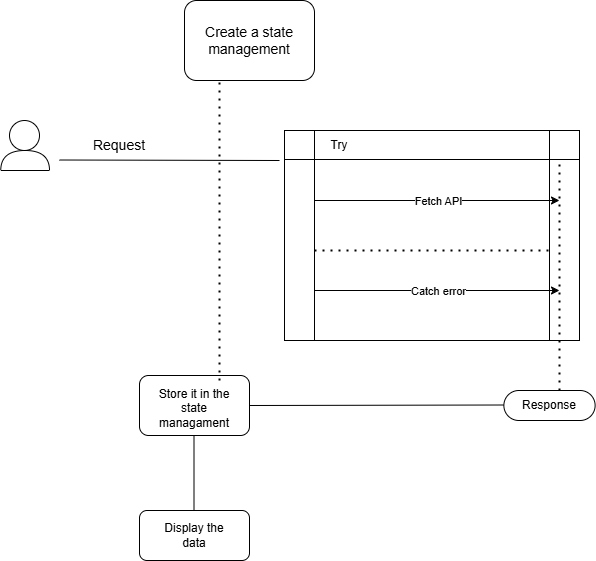 Create a state
management
Request
Try
Fetch API
Catch error
Store it in the
state
managament
Response
Display the
data